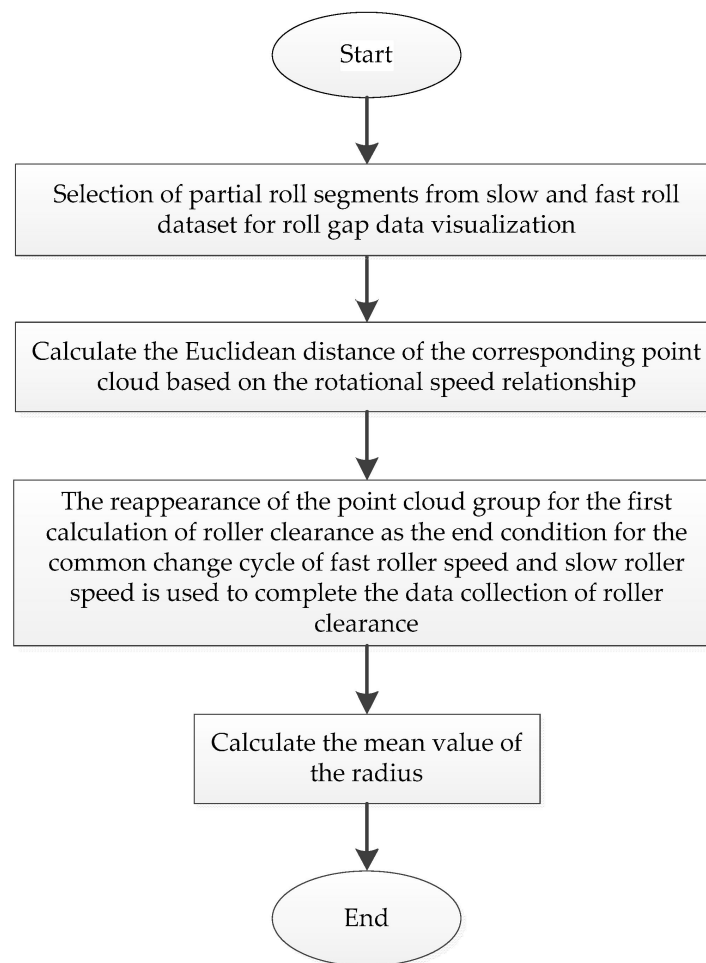 Start
Selection of partial roll segments from slow and fast roll
dataset for roll gap data visualization
Calculate the Euclidean distance of the corresponding point
cloud based on the rotational speed relationship
The reappearance of the point cloud group for the first
calculation of roller clearance as the end condition for the
common change cycle of fast roller speed and slow roller
speed is used to complete the data collection of roller
clearance
Calculate the mean value of
the radius
End